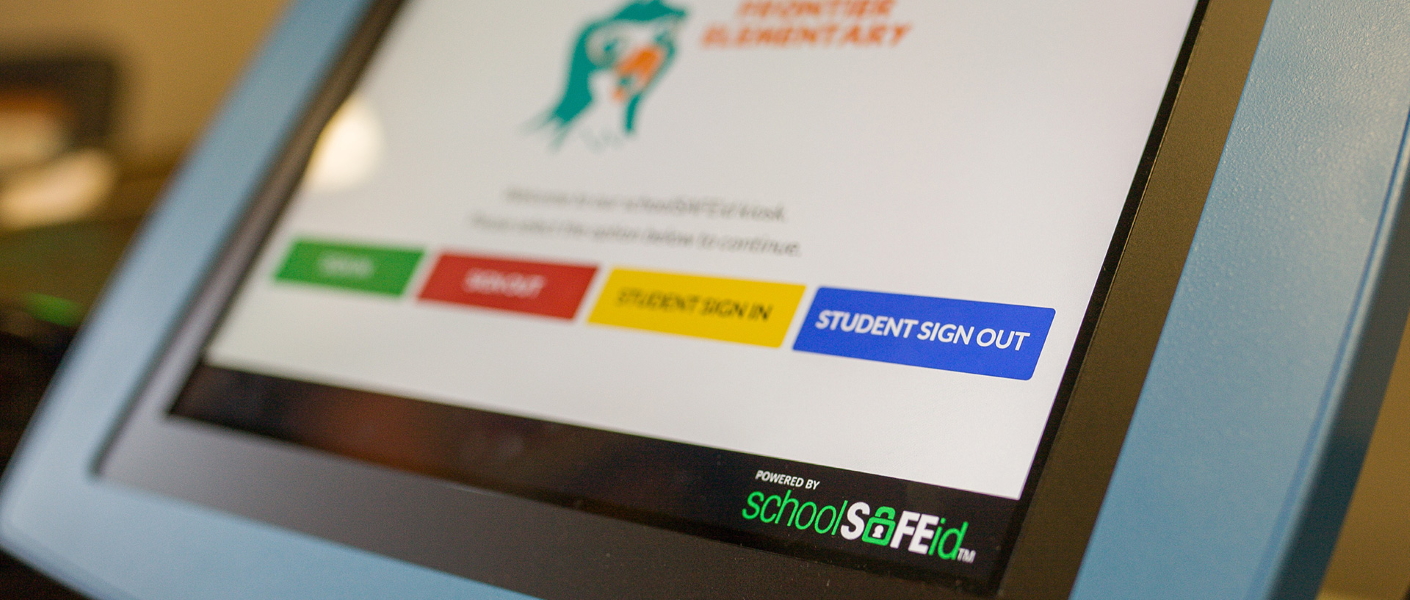 FRONTIER
ELEMENTARY
Welcome to our schoolSAFEid kiosk.
Please select the option below to continue.
SIGN IN
SIGN OUT
STUDENT SIGN IN
STUDENT SIGN OUT
POWERED BY
schoolSAFEid™